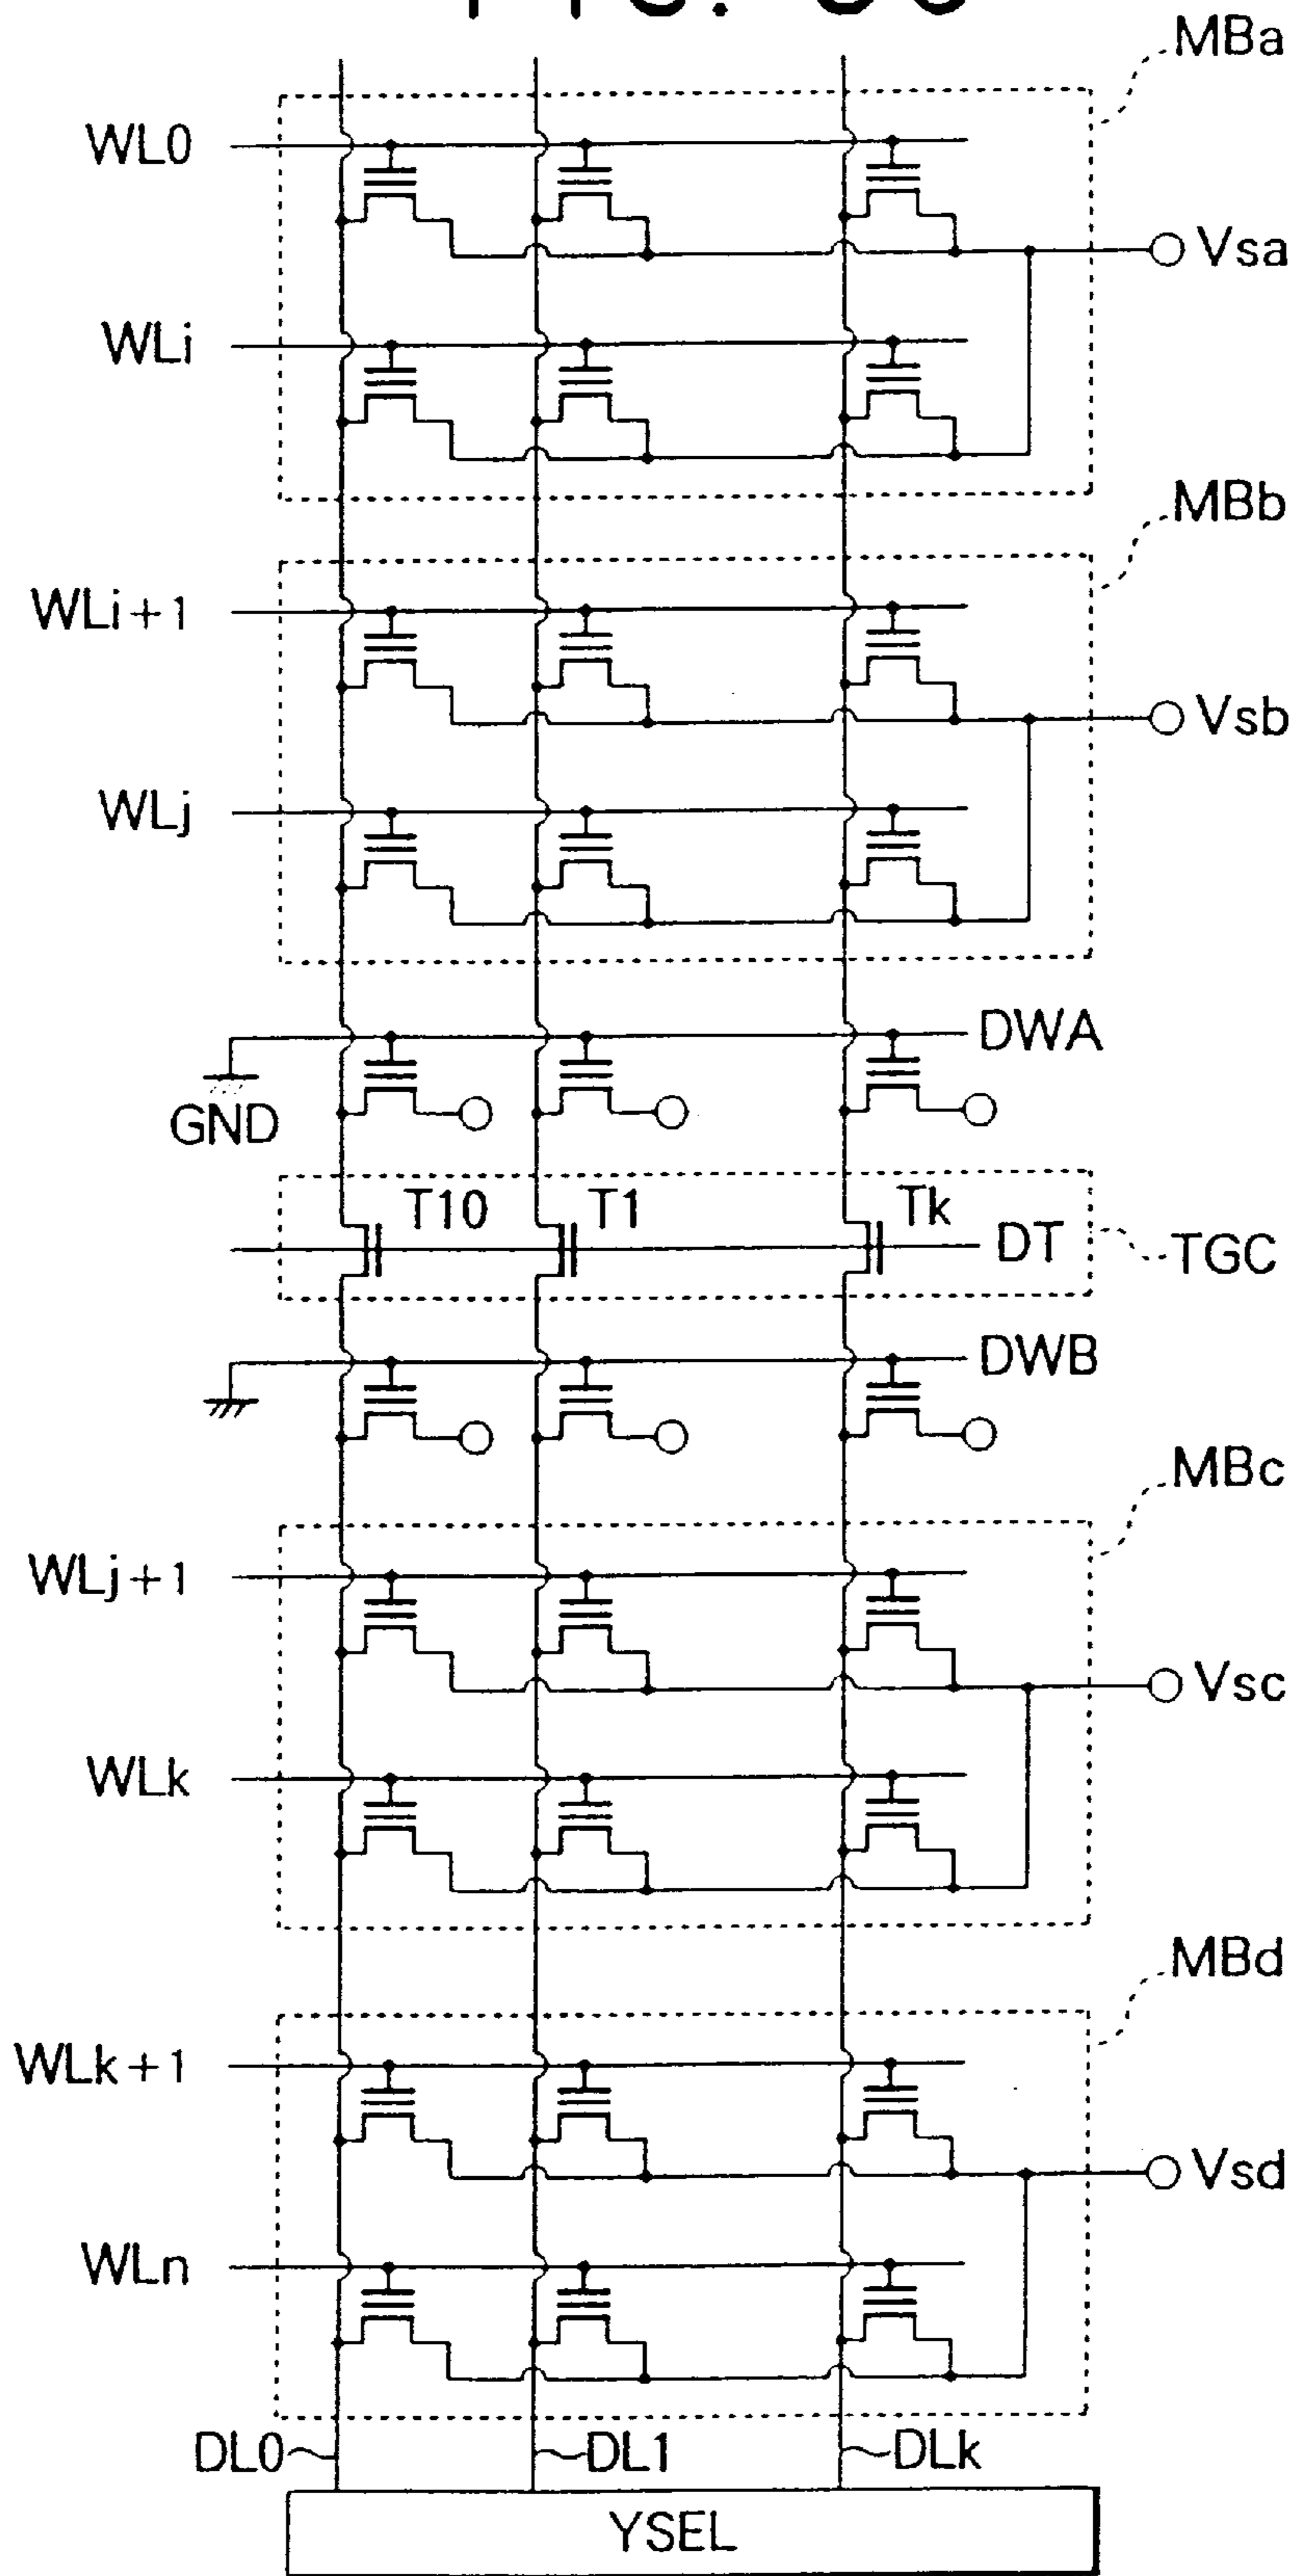 MBa
WL0
Vsa
WLi
MBb
WLi+1
Vsb
WLj
DWA
GND
T10 T1 Tk
DT
TGC
DWB
MBc
WLj+1
Vsc
WLk
MBd
WLk+1
Vsd
WLn
DL0 DL1 DLk
YSEL